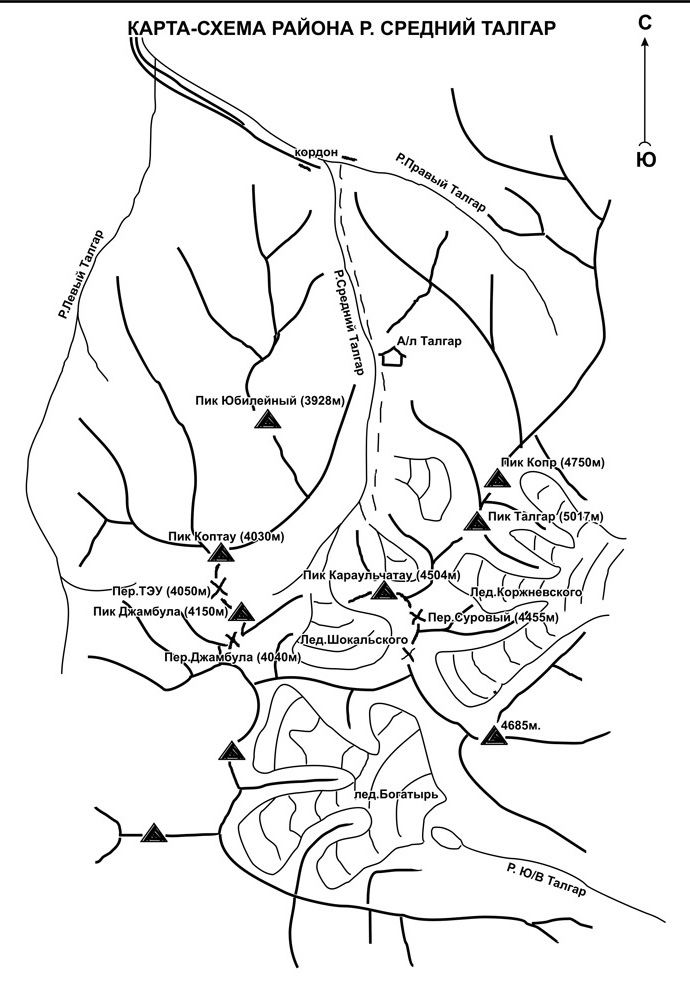 КАРТА-СХЕМА РАЙОНА Р. СРЕДНИЙ ТАЛГАР
С
Ю
кордон
Р.Правый Талгар
Р.Левый Талгар
Р.Средний Талгар
А/л Талгар
Пик Юбилейный (3928м)
Пик Копр (4750м)
Пик Талгар (5017м)
Пик Коптау (4030м)
Пик Караульчатау (4504м)
Пер.ТЭУ (4050м)
Лед.Коржневского
Пик Джамбула (4150м)
Пер.Суровый (4455м)
Лед.Шокальского
Пер.Джамбула (4040м)
4685м.
лед.Богатырь
Р. Ю/В Талгар